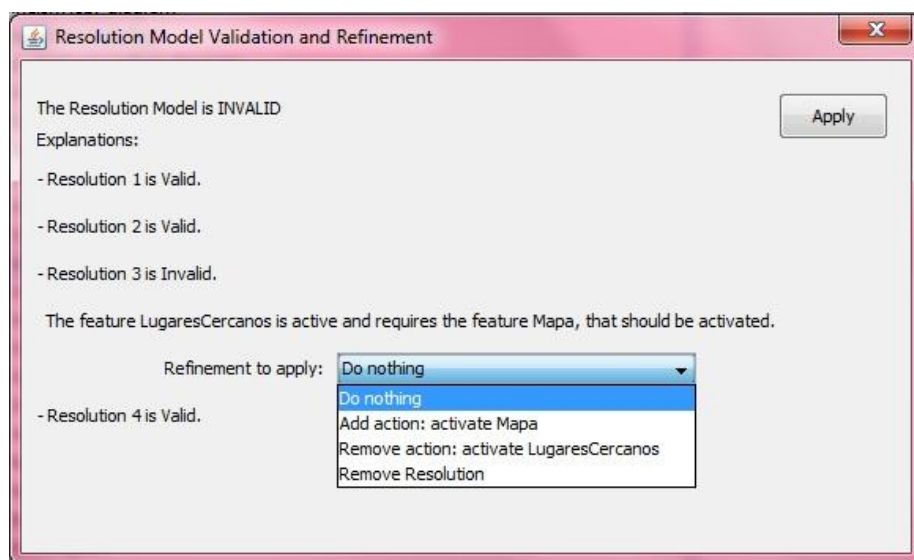 Resolution Model Validation and Refinement
The Resolution Model is INVALID
Apply
Explanations:
- Resolution 1 is Valid.
- Resolution 2 is Valid.
- Resolution 3 is Invalid.
The feature LugaresCercanos is active and requires the feature Mapa, that should be activated.
Refinement to apply: Do nothing
Do nothing
Add action: activate Mapa
Remove action: activate LugaresCercanos
Remove Resolution
- Resolution 4 is Valid.